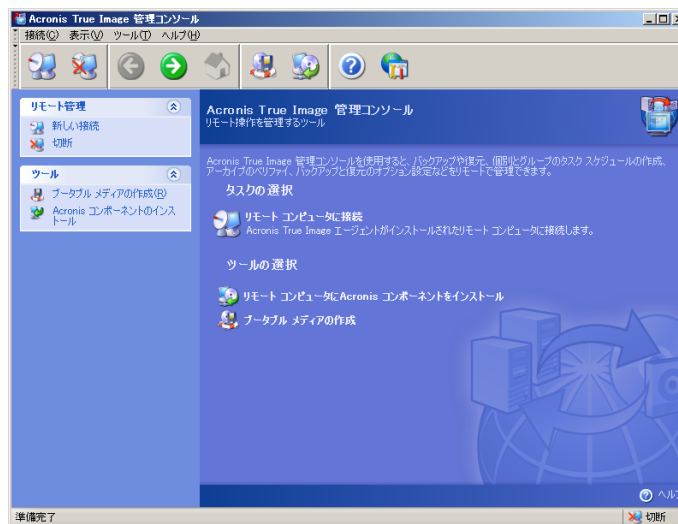 Acronis True Image 管理コンソール
接続(C) 表示(V) ツール(T) ヘルプ(H)
リモート管理
新しい接続
切断
ツール
ブータブル メディアの作成(R)
Acronis コンポーネントのインス
トール
Acronis True Image 管理コンソール
リモート操作を管理するツール
Acronis True Image 管理コンソールを使用すると、バックアップや復元、個別とグループのタスク スケジュールの作成、
アーカイブのベリファイ、バックアップと復元のオプション設定などをリモートで管理できます。
タスクの選択
リモート コンピュータに接続
Acronis True Image エージェントがインストールされたリモート コンピュータに接続します。
ツールの選択
リモート コンピュータにAcronis コンポーネントをインストール
ブータブル メディアの作成
ヘル
準備完了
切断